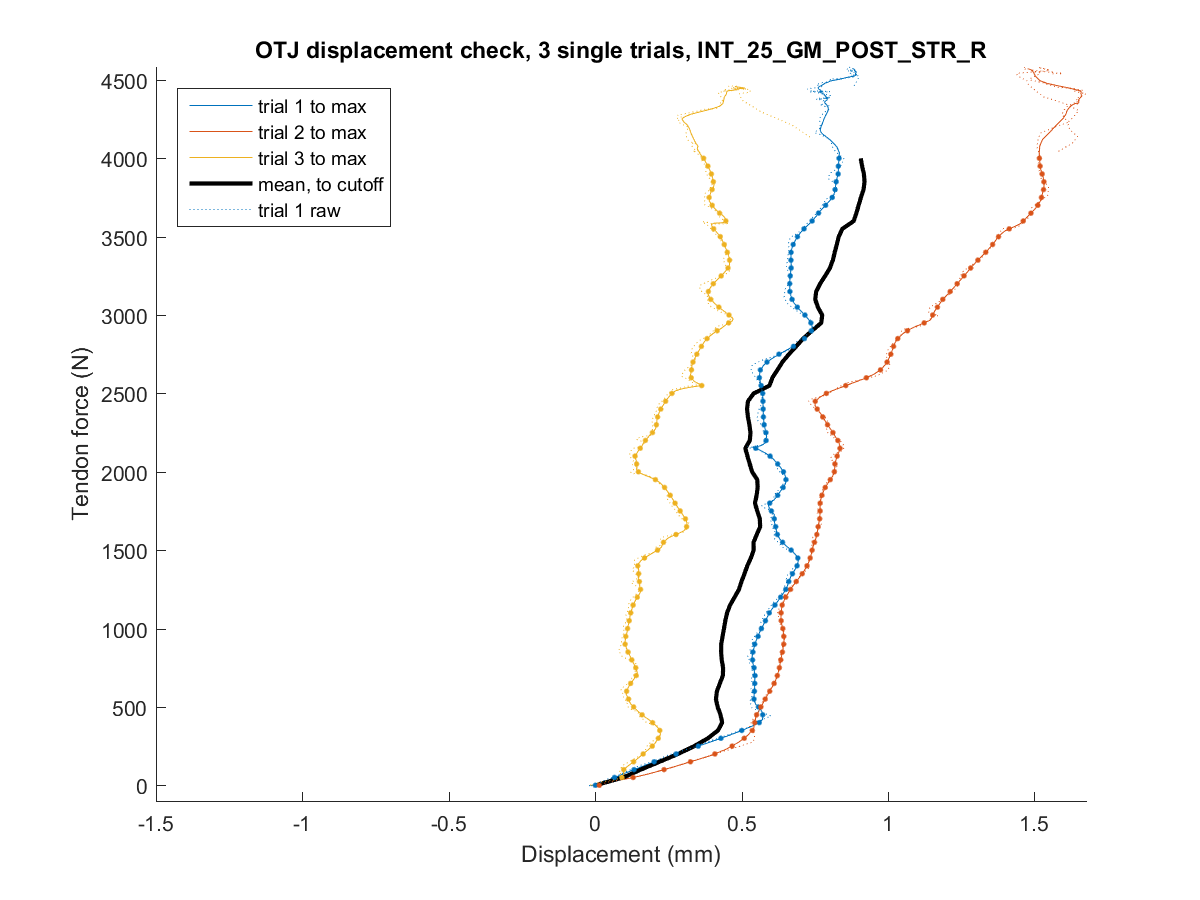 OTJ displacement check, 3 single trials, INT_25_GM_POST_STR_R
4500
4000
3500
3000
2500
2000
1500
1000
500
0
Tendon force (N)
trial 1 to max
trial 2 to max
trial 3 to max
mean, to cutoff
trial 1 raw
-1.5
-1
-0.5
0
0.5
1
1.5
Displacement (mm)